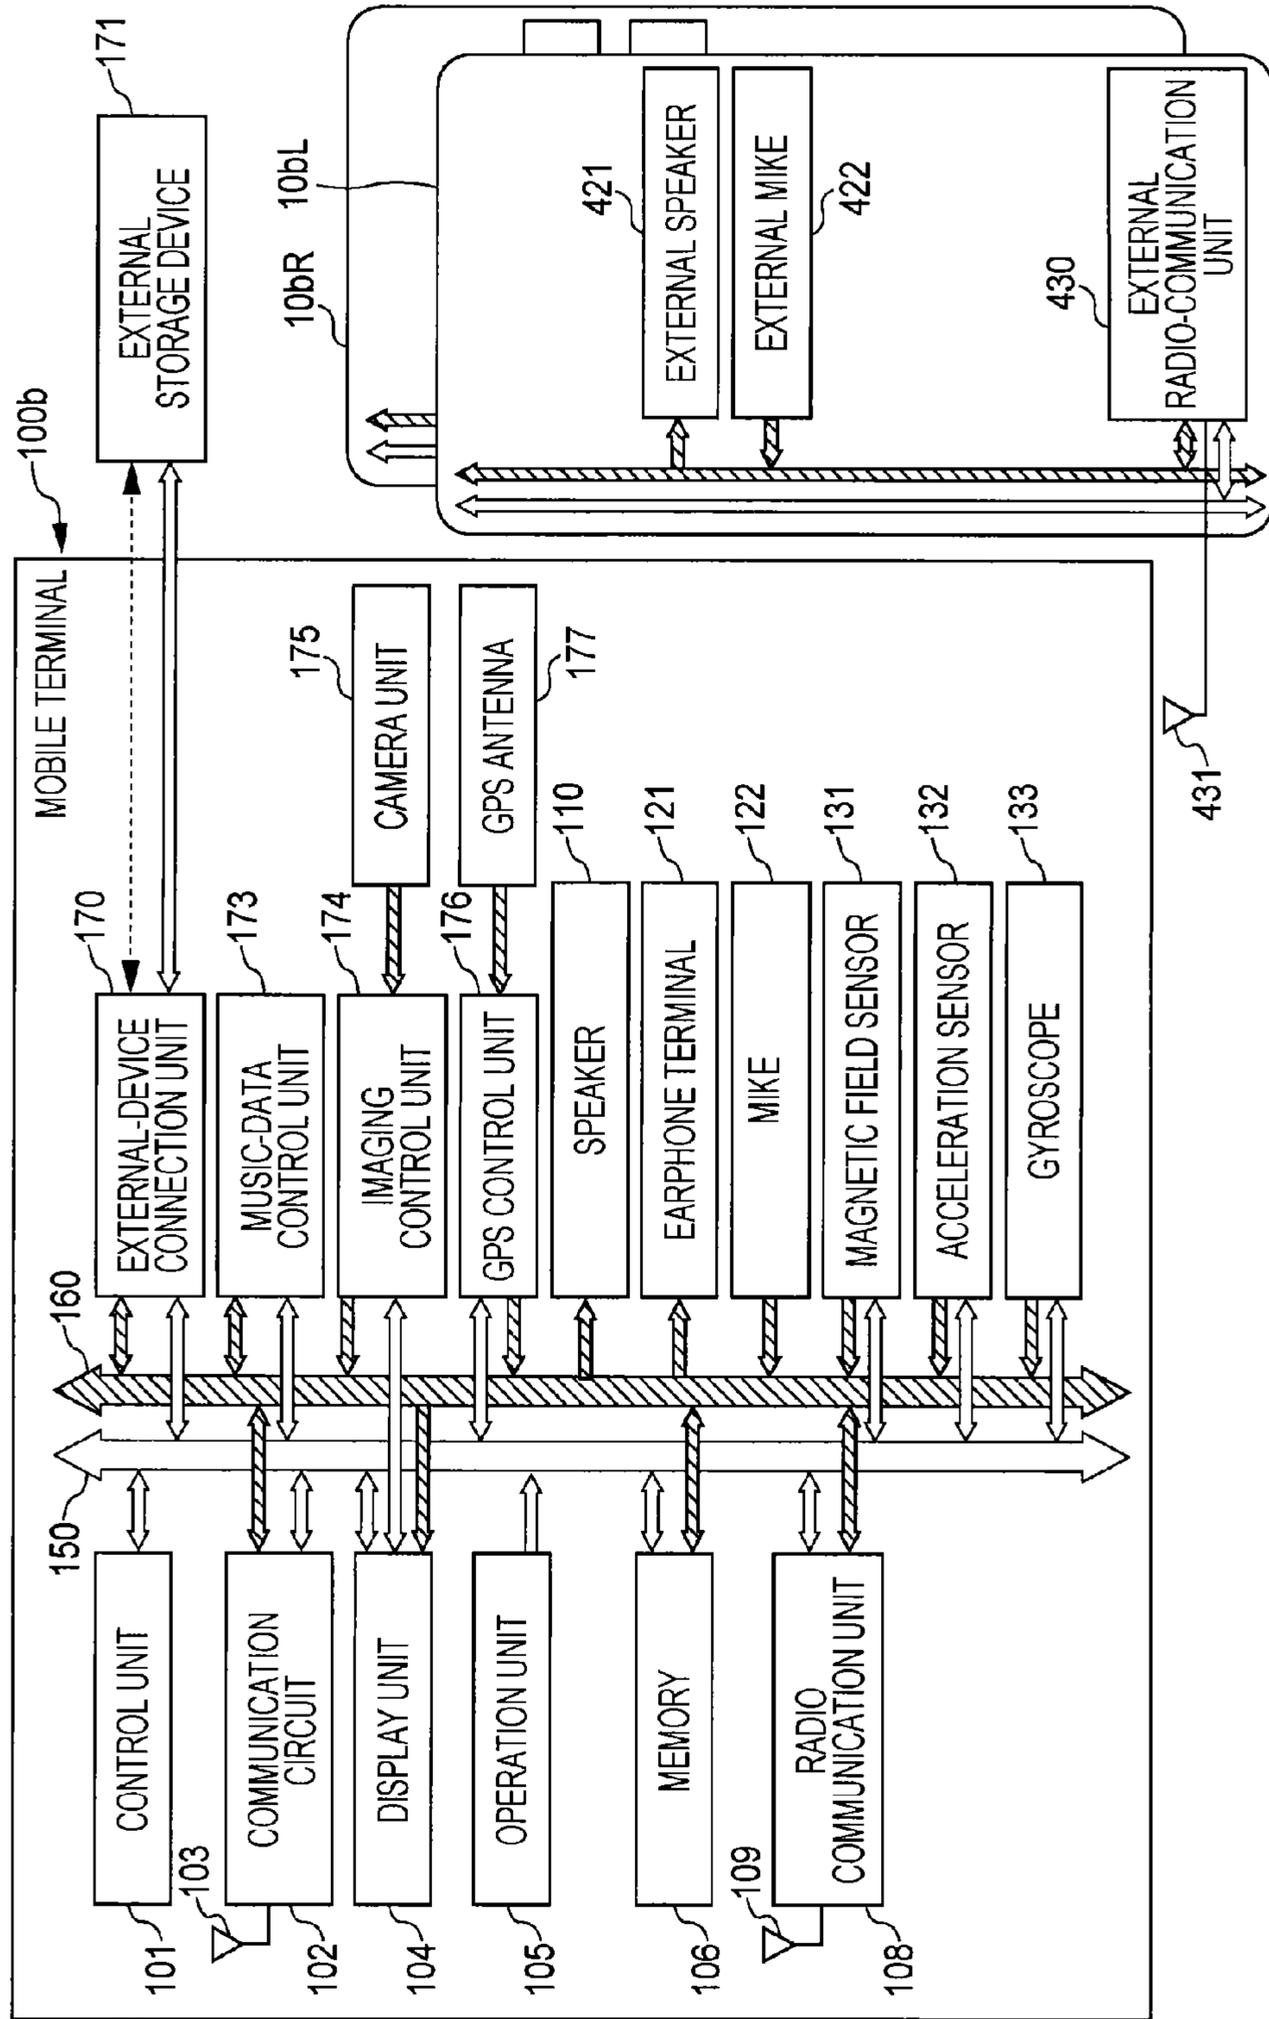 MOBILE TERMINAL
100b
101
CONTROL UNIT
103
102
COMMUNICATION
CIRCUIT
104
DISPLAY UNIT
105
OPERATION UNIT
106
MEMORY
109
108
RADIO
COMMUNICATION UNIT
150
160
170
EXTERNAL-DEVICE
CONNECTION UNIT
173
MUSIC-DATA
CONTROL UNIT
174
IMAGING
CONTROL UNIT
176
GPS CONTROL UNIT
110
SPEAKER
121
EARPHONE TERMINAL
122
MIKE
131
MAGNETIC FIELD SENSOR
132
ACCELERATION SENSOR
133
GYROSCOPE
175
CAMERA UNIT
177
GPS ANTENNA
171
EXTERNAL
STORAGE DEVICE
10bR
10bL
421
EXTERNAL SPEAKER
422
EXTERNAL MIKE
430
EXTERNAL
RADIO-COMMUNICATION
UNIT
431